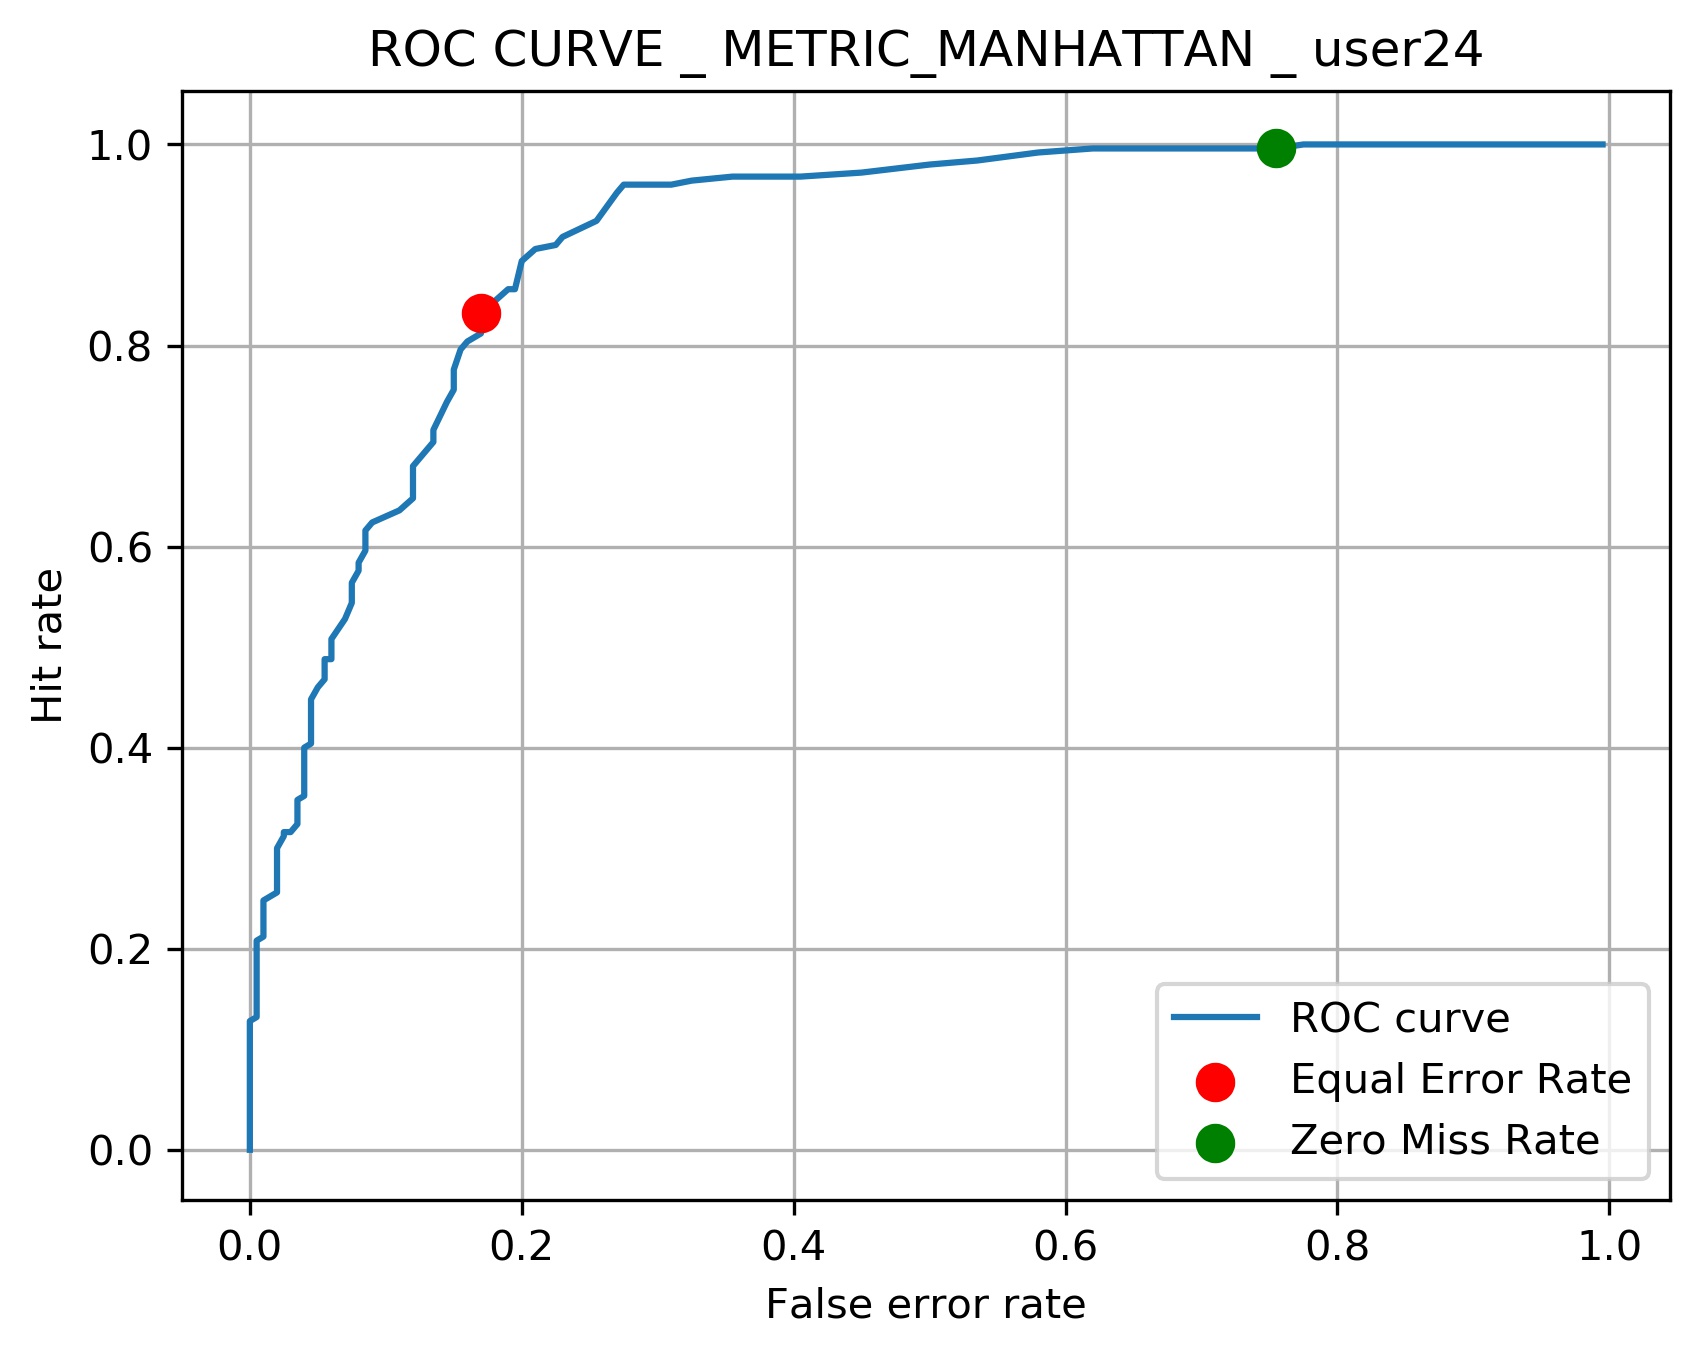 ROC CURVE _ METRIC_MANHATTAN _ user24
1.0
0.8
0.6
0.4
0.2
0.0
Hit rate
ROC curve
Equal Error Rate
Zero Miss Rate
0.0 0.2 0.4 0.6 0.8 1.0
False error rate